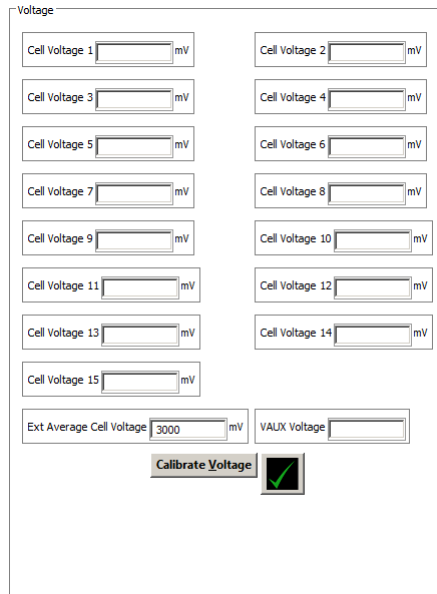 Voltage
Cell Voltage 1 mV Cell Voltage 2 mV
Cell Voltage 3 mV Cell Voltage 4 mV
Cell Voltage 5 mV Cell Voltage 6 mV
Cell Voltage 7 mV Cell Voltage 8 mV
Cell Voltage 9 mV Cell Voltage 10 mV
Cell Voltage 11 mV Cell Voltage 12 mV
Cell Voltage 13 mV Cell Voltage 14 mV
Cell Voltage 15 mV
Ext Average Cell Voltage 3000 mV VAUX Voltage
Calibrate Voltage